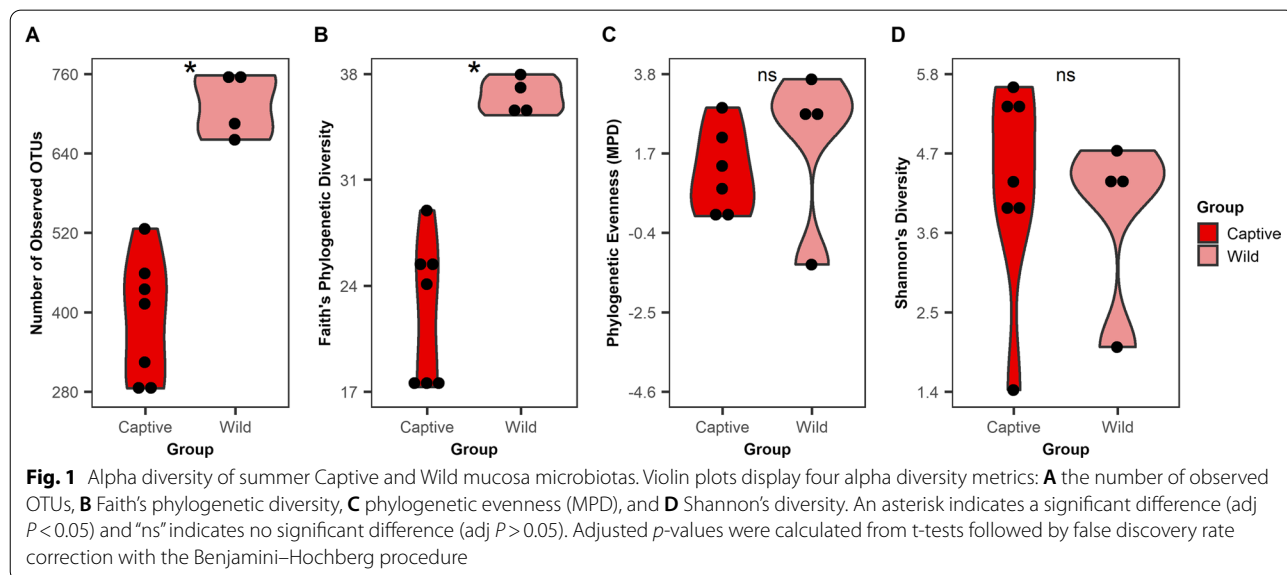 A
B
C
D
Number of Observed OTUs
760
640
520
400
280
*
Captive
Wild
Group
Faith's Phylogenetic Diversity
38
31
24
17
*
Captive
Wild
Group
Phylogenetic Evenness (MPD)
3.8
1.7
-0.4
-2.5
-4.6
ns
Captive
Wild
Group
Shannon's Diversity
5.8
4.7
3.6
2.5
1.4
ns
Captive
Wild
Group
Group
Captive
Wild
Fig. 1 Alpha diversity of summer Captive and Wild mucosa microbiotas. Violin plots display four alpha diversity metrics: A the number of observed
OTUs, B Faith's phylogenetic diversity, C phylogenetic evenness (MPD), and D Shannon's diversity. An asterisk indicates a significant difference (adj
P < 0.05) and "ns" indicates no significant difference (adj P > 0.05). Adjusted p-values were calculated from t-tests followed by false discovery rate
correction with the Benjamini–Hochberg procedure